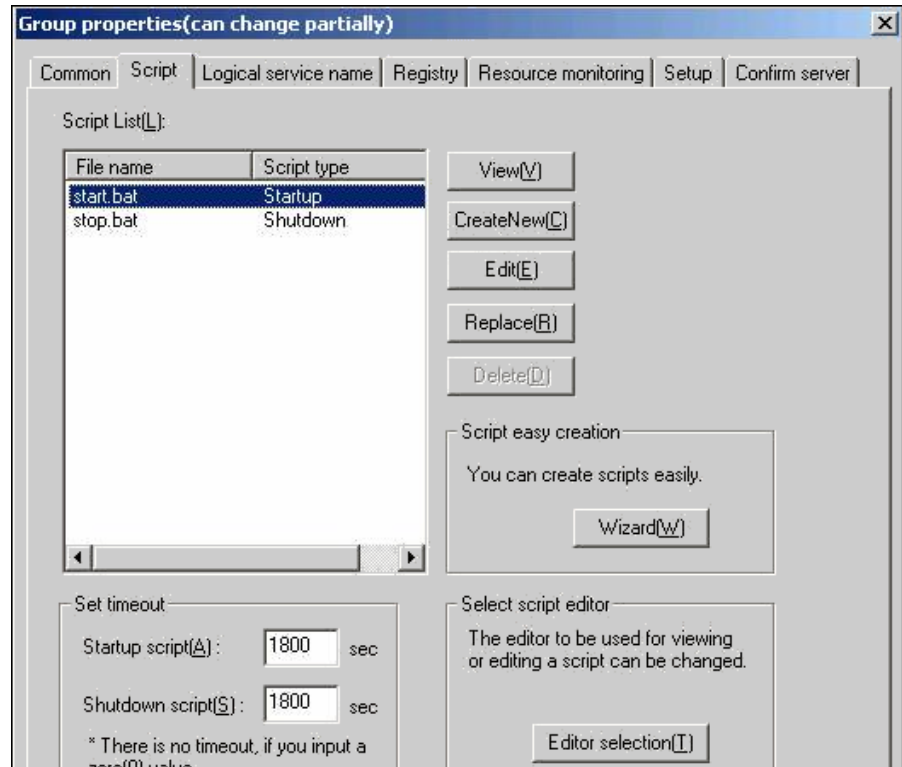 Group properties(can change partially)
Common Script Logical service name Registry Resource monitoring Setup Confirm server
Script List(L):
File name Script type
start.bat Startup
stop.bat Shutdown
View(V)
CreateNew(C)
Edit(E)
Replace(R)
Delete(D)
Script easy creation
You can create scripts easily.
Wizard(W)
Set timeout
Startup script(A) : 1800 sec
Shutdown script(S) : 1800 sec
* There is no timeout, if you input a
zero(0) value
Select script editor
The editor to be used for viewing
or editing a script can be changed.
Editor selection(T)